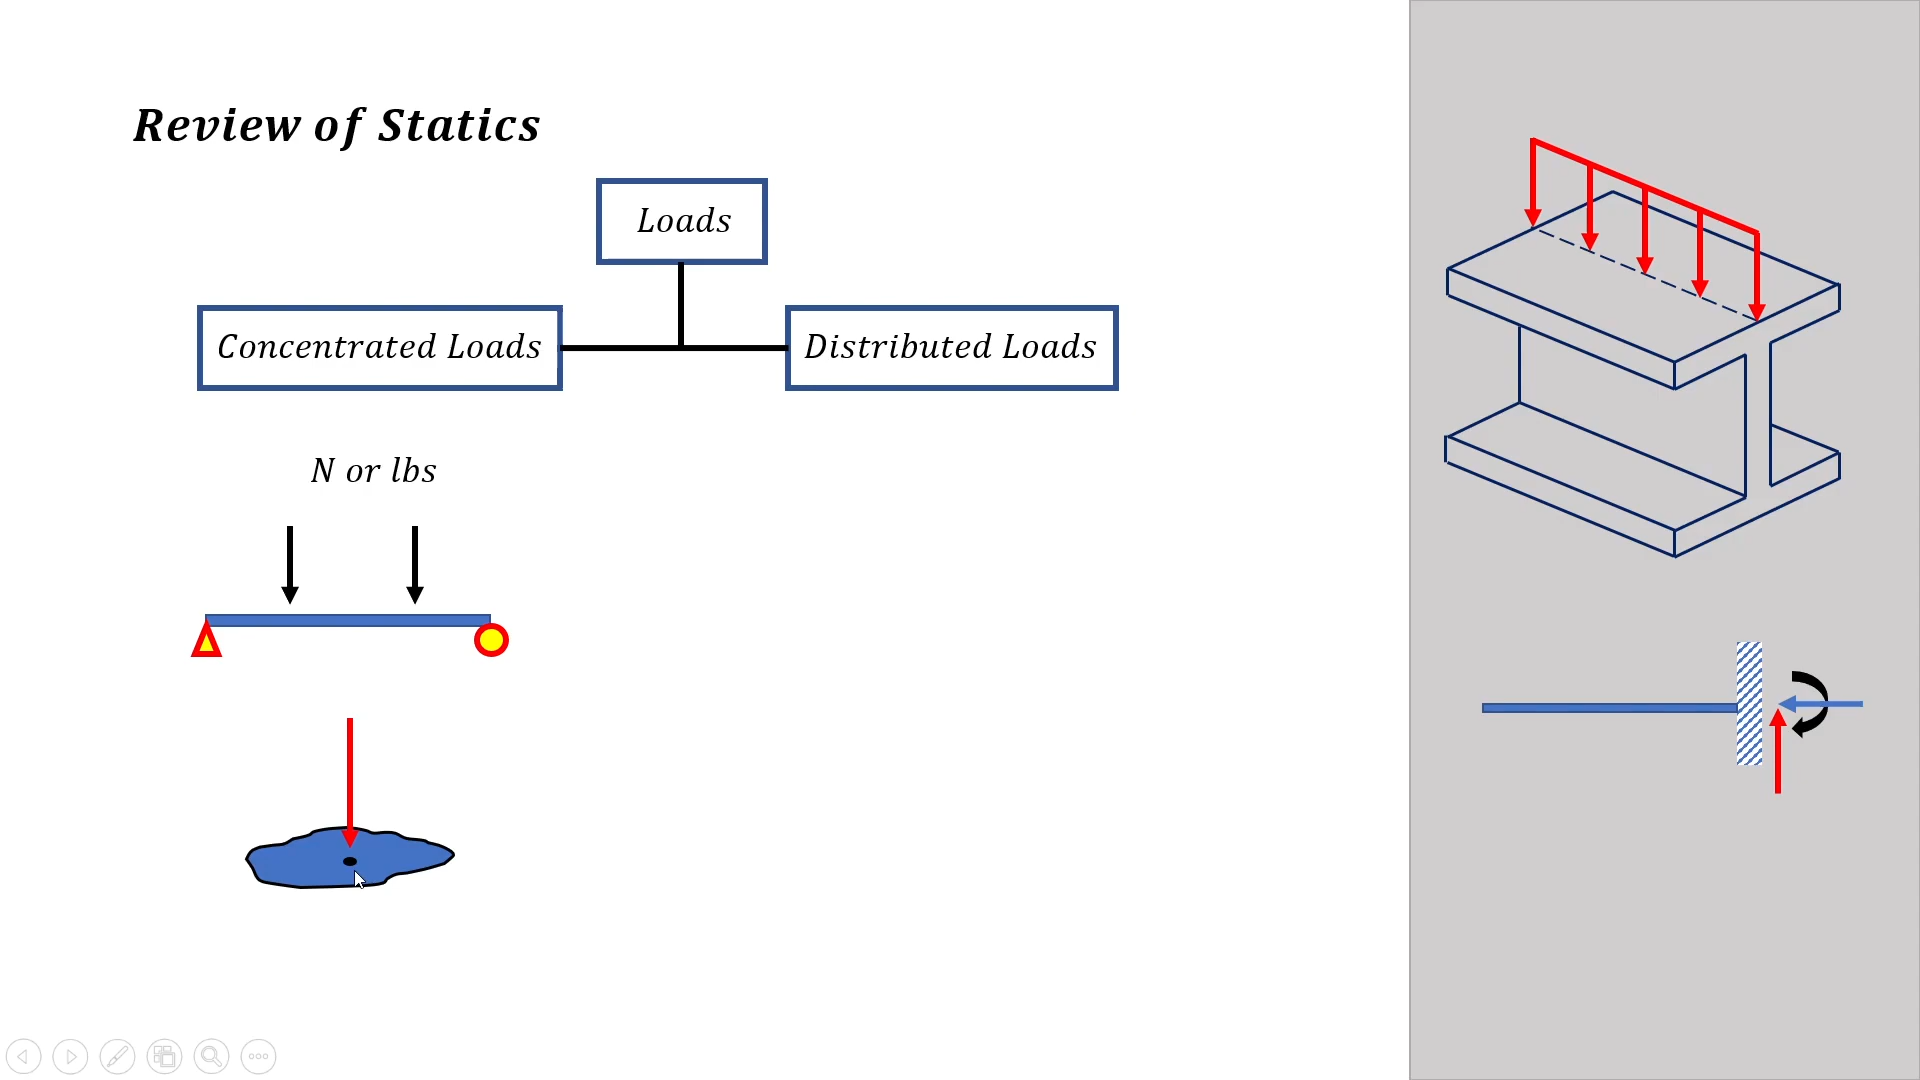 Review of Statics
Loads
Concentrated Loads
Distributed Loads
N or lbs